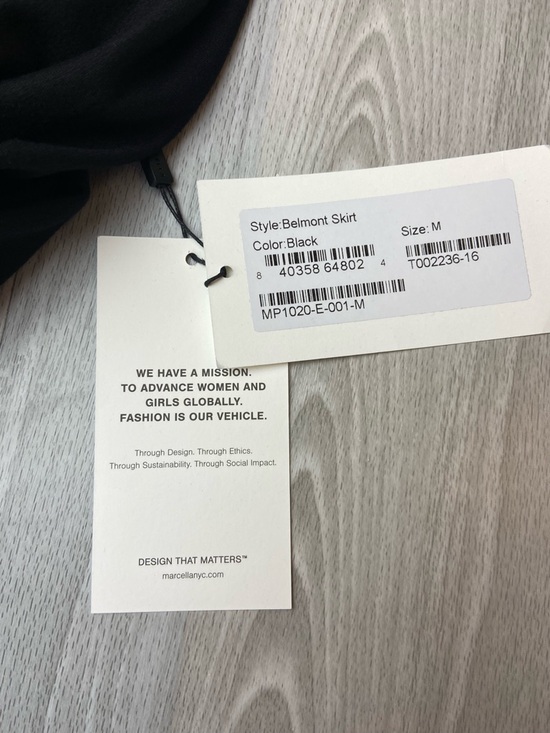 Style:Belmont Skirt
Color:Black
Size: M
8 40358 64802 4
T002236-16
MP1020-E-001-M
WE HAVE A MISSION.
TO ADVANCE WOMEN AND
GIRLS GLOBALLY.
FASHION IS OUR VEHICLE.
Through Design. Through Ethics.
Through Sustainability. Through Social Impact.
DESIGN THAT MATTERS™
marcellanyc.com